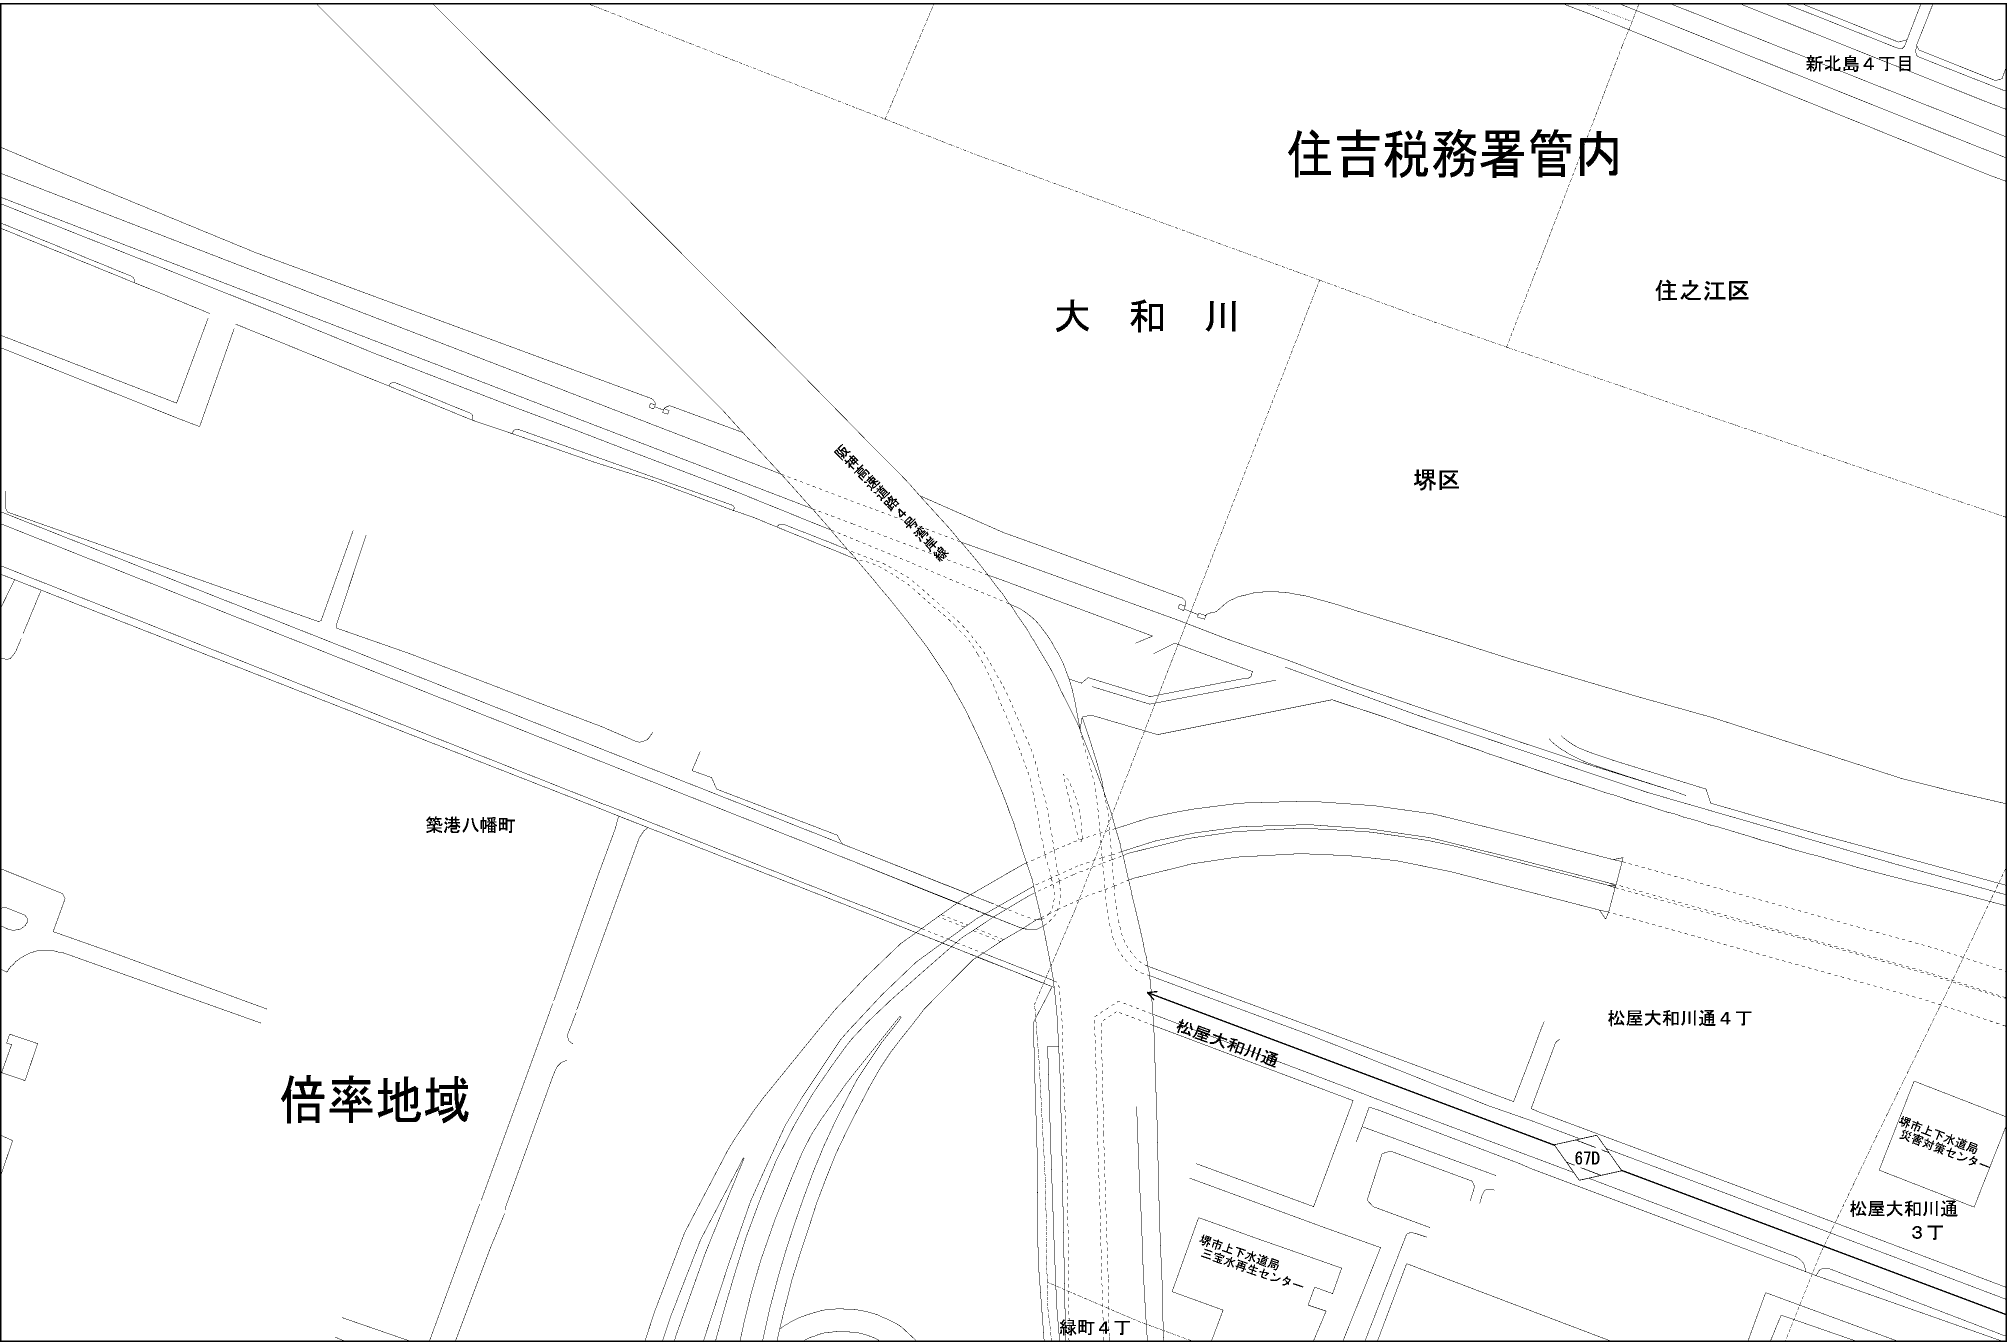 新北島４丁目
住吉税務署管内
住之江区
大和川
堺区
阪神高速道路４号湾岸線
築港八幡町
松屋大和川通４丁
松屋大和川通
倍率地域
67D
堺市上下水道局
災害対策センター
松屋大和川通
３丁
堺市上下水道局
三宝水再生センター
緑町４丁